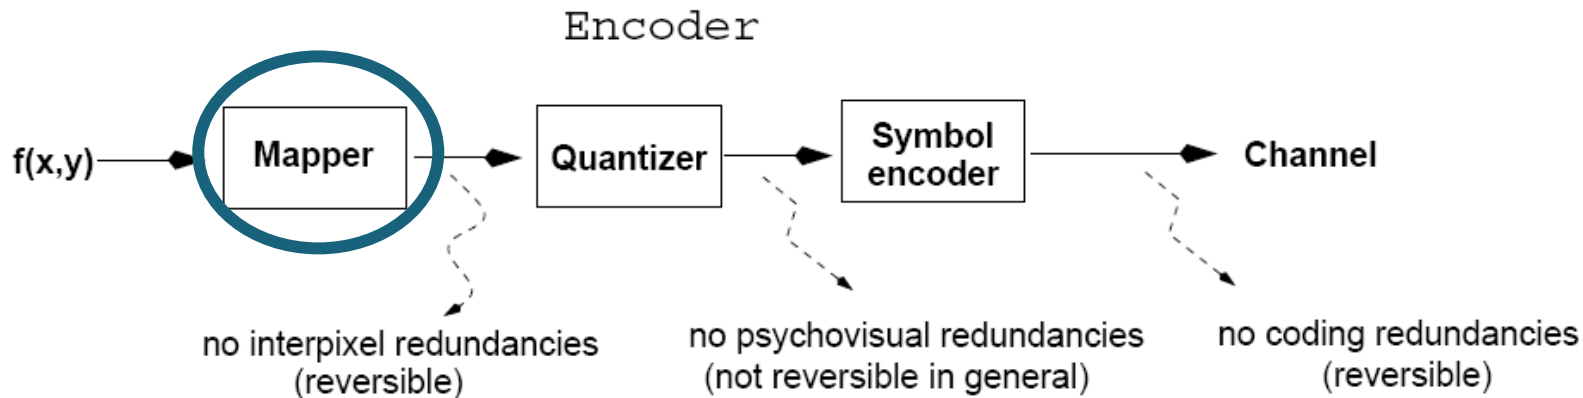 Encoder
f(x,y)
Mapper
Quantizer
Symbol
encoder
Channel
no interpixel redundancies
(reversible)
no psychovisual redundancies
(not reversible in general)
no coding redundancies
(reversible)